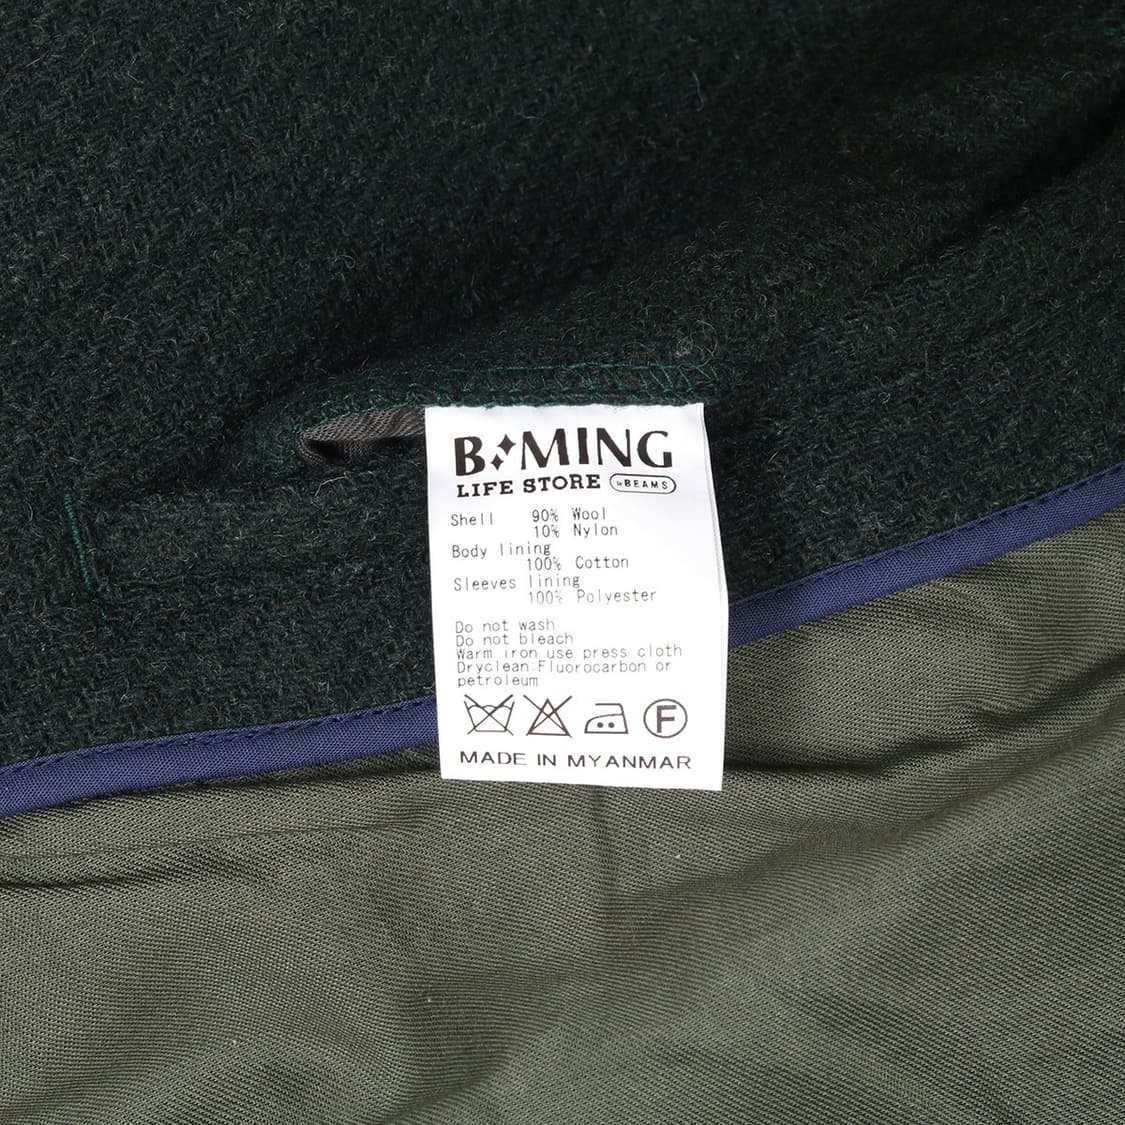 B MING
LIFE STORE by BEAMS
Shell 90% Wool
10% Nylon
Body lining
100% Cotton
Sleeves lining
100% Polyester
Do not wash
Do not bleach
Warm iron use press cloth
Dryclean Fluorocarbon or
petroleum
F
MADE IN MYANMAR